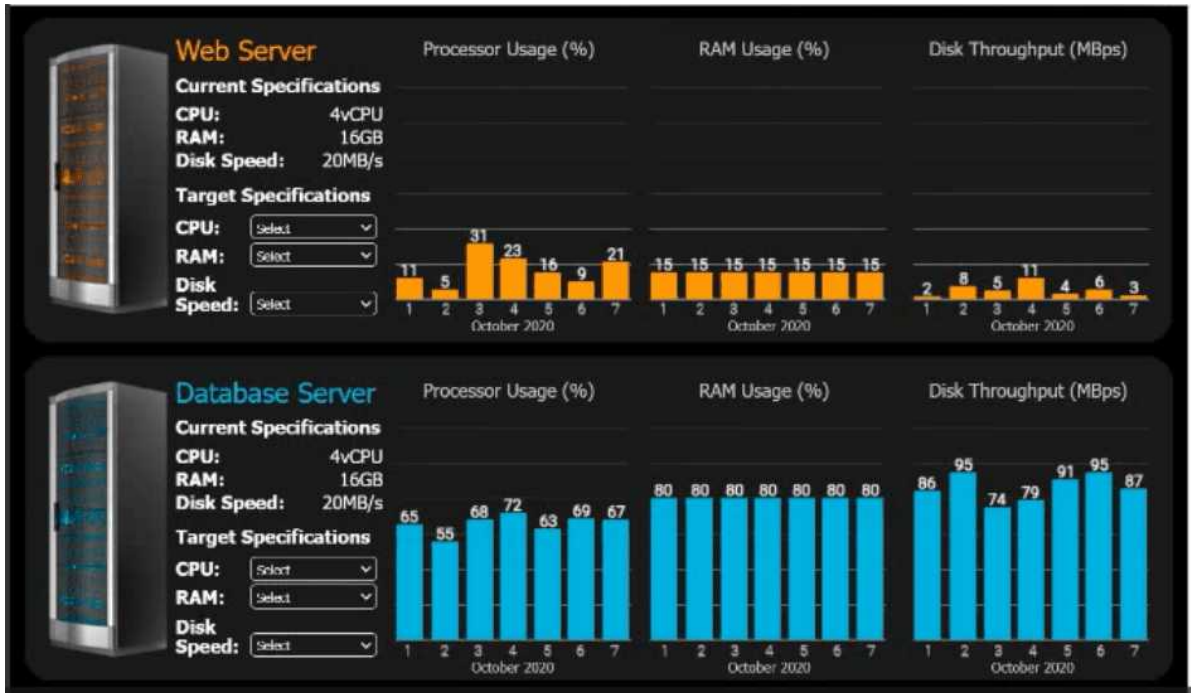 Web Server
Current Specifications
CPU: 4vCPU
RAM: 16GB
Disk Speed: 20MB/s
Target Specifications
CPU: Select
RAM: Select
Disk
Speed: Select
Processor Usage (%)
11 5 31 23 16 9 21
1 2 3 4 5 6 7
October 2020
RAM Usage (%)
15 15 15 15 15 15 15
1 2 3 4 5 6 7
October 2020
Disk Throughput (MBps)
2 8 5 11 4 6 3
1 2 3 4 5 6 7
October 2020
Database Server
Current Specifications
CPU: 4vCPU
RAM: 16GB
Disk Speed: 20MB/s
Target Specifications
CPU: Select
RAM: Select
Disk
Speed: Select
Processor Usage (%)
65 55 68 72 63 69 67
1 2 3 4 5 6 7
October 2020
RAM Usage (%)
80 80 80 80 80 80 80
1 2 3 4 5 6 7
October 2020
Disk Throughput (MBps)
86 95 74 79 91 95 87
1 2 3 4 5 6 7
October 2020